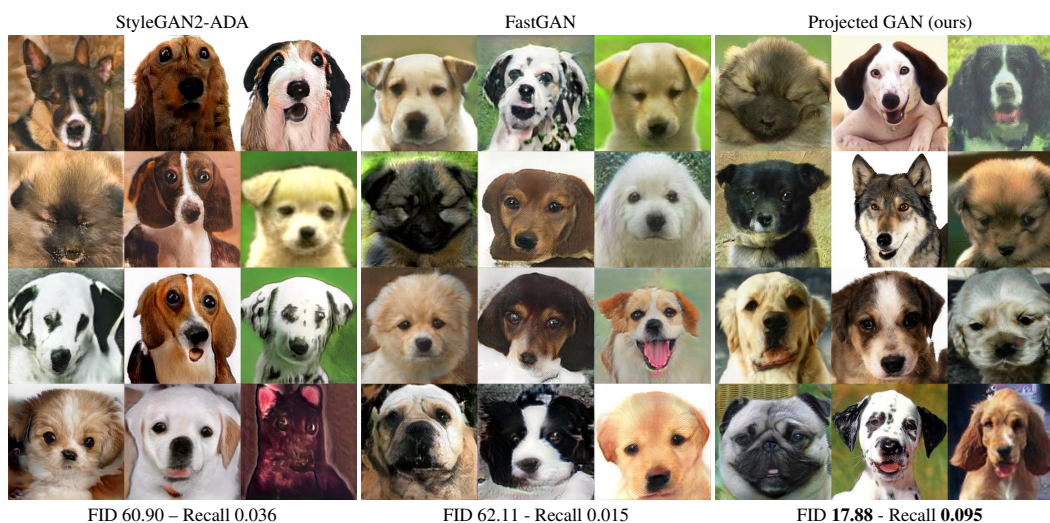 StyleGAN2-ADA
FastGAN
Projected GAN (ours)
FID 60.90 – Recall 0.036
FID 62.11 - Recall 0.015
FID 17.88 - Recall 0.095